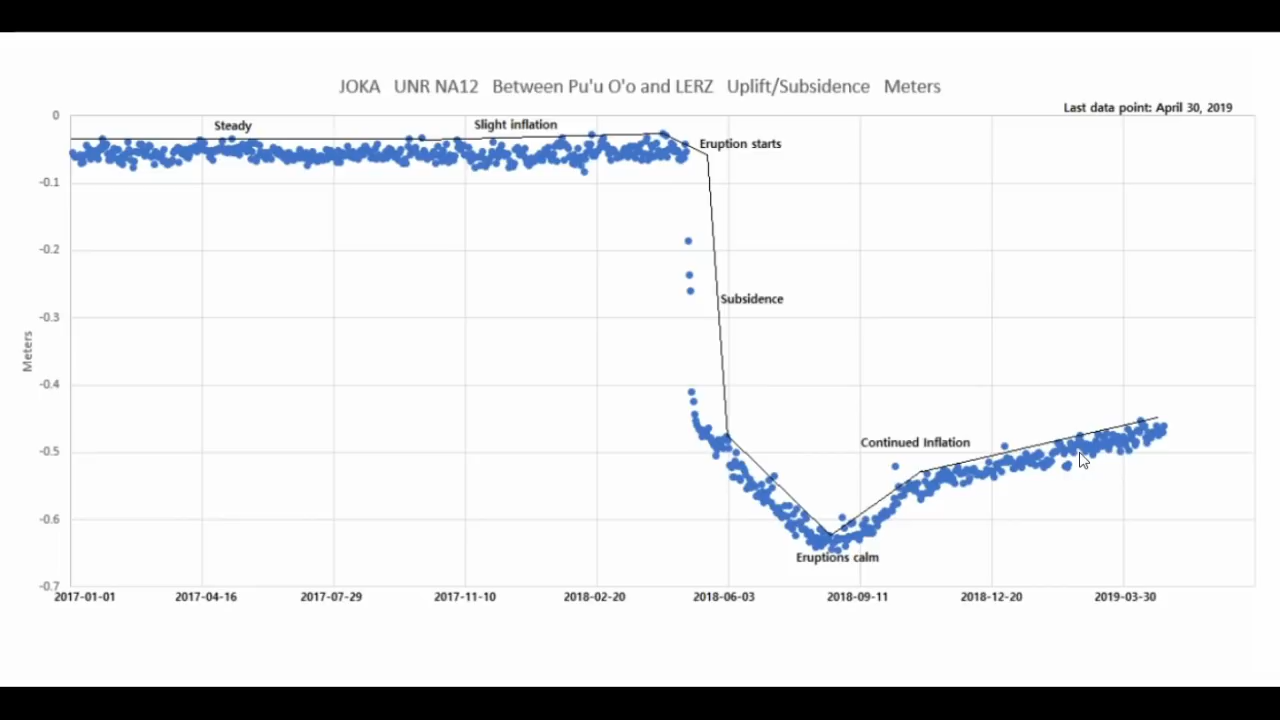 JOKA UNR NA12 Between Pu'u O'o and LERZ Uplift/Subsidence Meters
Last data point: April 30, 2019
0
Steady
Slight inflation
Eruption starts
-0.1
-0.2
Subsidence
-0.3
Meters
-0.4
Continued Inflation
-0.5
-0.6
Eruptions calm
-0.7
2017-01-01 2017-04-16 2017-07-29 2017-11-10 2018-02-20 2018-06-03 2018-09-11 2018-12-20 2019-03-30